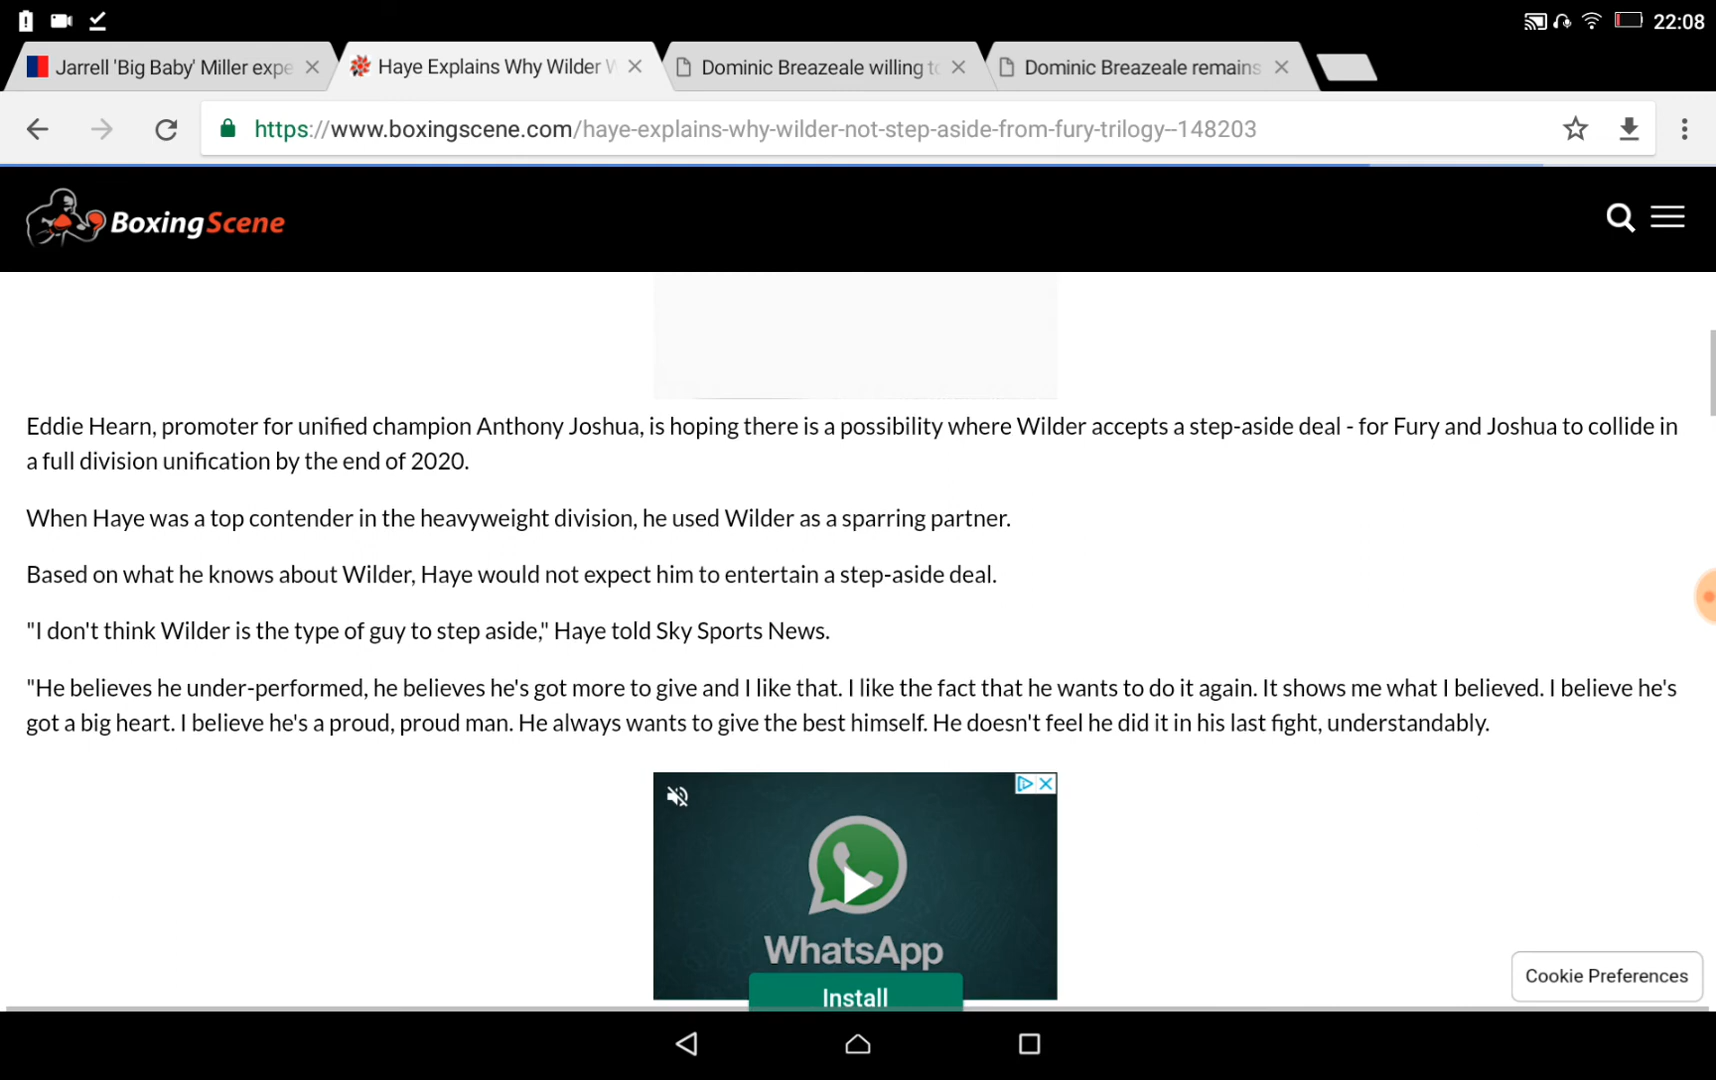 22:08
Jarrell 'Big Baby' Miller expe
Haye Explains Why Wilder W
Dominic Breazeale willing to
Dominic Breazeale remains
https://www.boxingscene.com/haye-explains-why-wilder-not-step-aside-from-fury-trilogy--148203
BoxingScene
Eddie Hearn, promoter for unified champion Anthony Joshua, is hoping there is a possibility where Wilder accepts a step-aside deal - for Fury and Joshua to collide in
a full division unification by the end of 2020.
When Haye was a top contender in the heavyweight division, he used Wilder as a sparring partner.
Based on what he knows about Wilder, Haye would not expect him to entertain a step-aside deal.
"I don't think Wilder is the type of guy to step aside," Haye told Sky Sports News.
"He believes he under-performed, he believes he's got more to give and I like that. I like the fact that he wants to do it again. It shows me what I believed. I believe he's
got a big heart. I believe he's a proud, proud man. He always wants to give the best himself. He doesn't feel he did it in his last fight, understandably.
WhatsApp
Install
Cookie Preferences